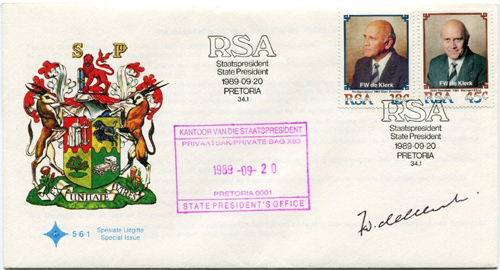 S P
RSA
Staatspresident
State President
1989-09-20
PRETORIA
34.1
FW de Klerk
RSA 18c
FW de Klerk
RSA 45c
RSA
Staatspresident
State President
1989-09-20
PRETORIA
34.1
KANTOOR VAN DIE STAATSPRESIDENT
PRIVAATSAK/PRIVATE BAG X83
1989 -09- 20
PRETORIA 0001
STATE PRESIDENT'S OFFICE
UNITATE
5.6.1
Spesiale Uitgifte
Special Issue